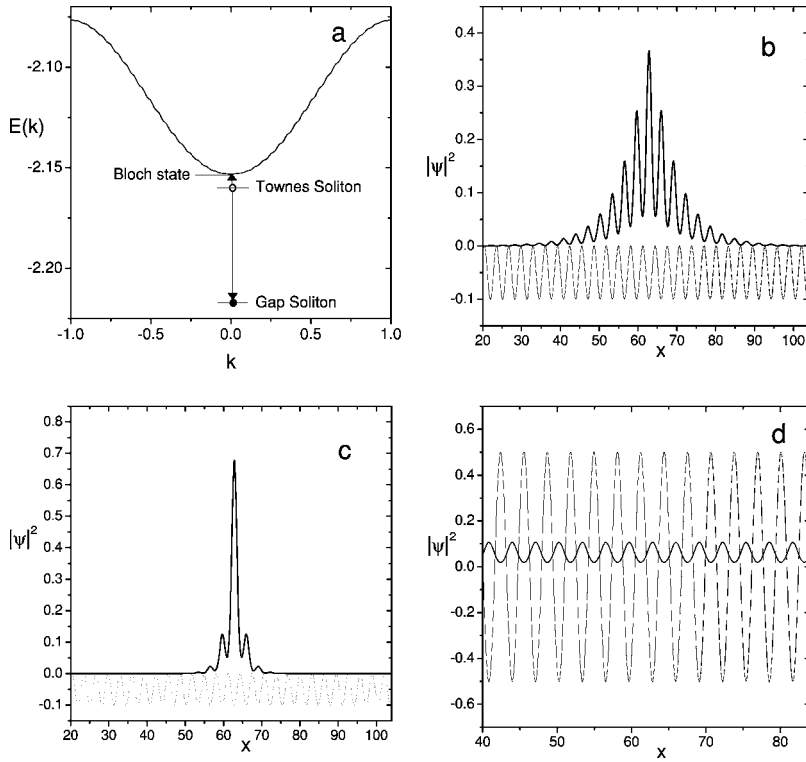 a
-2.10
-2.15
-2.20
E(k)
Bloch state
Townes Soliton
Gap Soliton
-1.0 -0.5 0.0 0.5 1.0
k
b
0.4
0.3
0.2
0.1
0.0
-0.1
|ψ|²
20 30 40 50 60 70 80 90 100
x
c
0.8
0.7
0.6
0.5
0.4
0.3
0.2
0.1
0.0
-0.1
|ψ|²
20 30 40 50 60 70 80 90 100
x
d
0.6
0.4
0.2
0.0
-0.2
-0.4
-0.6
|ψ|²
40 50 60 70 80
x